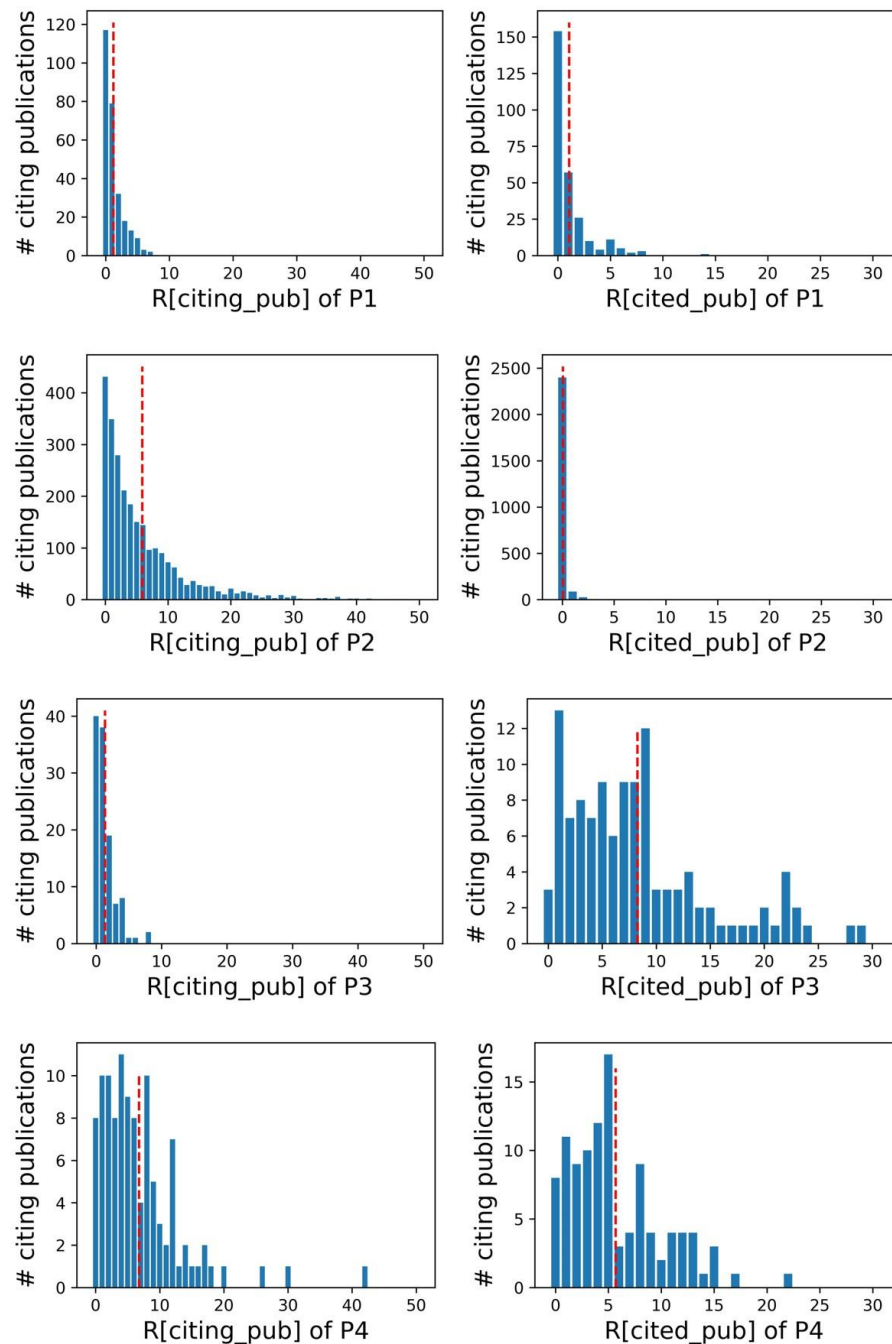 120
100
80
60
40
20
0
# citing publications
0 10 20 30 40 50
R[citing_pub] of P1
150
125
100
75
50
25
0
# citing publications
0 5 10 15 20 25 30
R[cited_pub] of P1
400
300
200
100
0
# citing publications
0 10 20 30 40 50
R[citing_pub] of P2
2500
2000
1500
1000
500
0
# citing publications
0 5 10 15 20 25 30
R[cited_pub] of P2
40
30
20
10
0
# citing publications
0 10 20 30 40 50
R[citing_pub] of P3
12
10
8
6
4
2
0
# citing publications
0 5 10 15 20 25 30
R[cited_pub] of P3
10
8
6
4
2
0
# citing publications
0 10 20 30 40 50
R[citing_pub] of P4
15
10
5
0
# citing publications
0 5 10 15 20 25 30
R[cited_pub] of P4